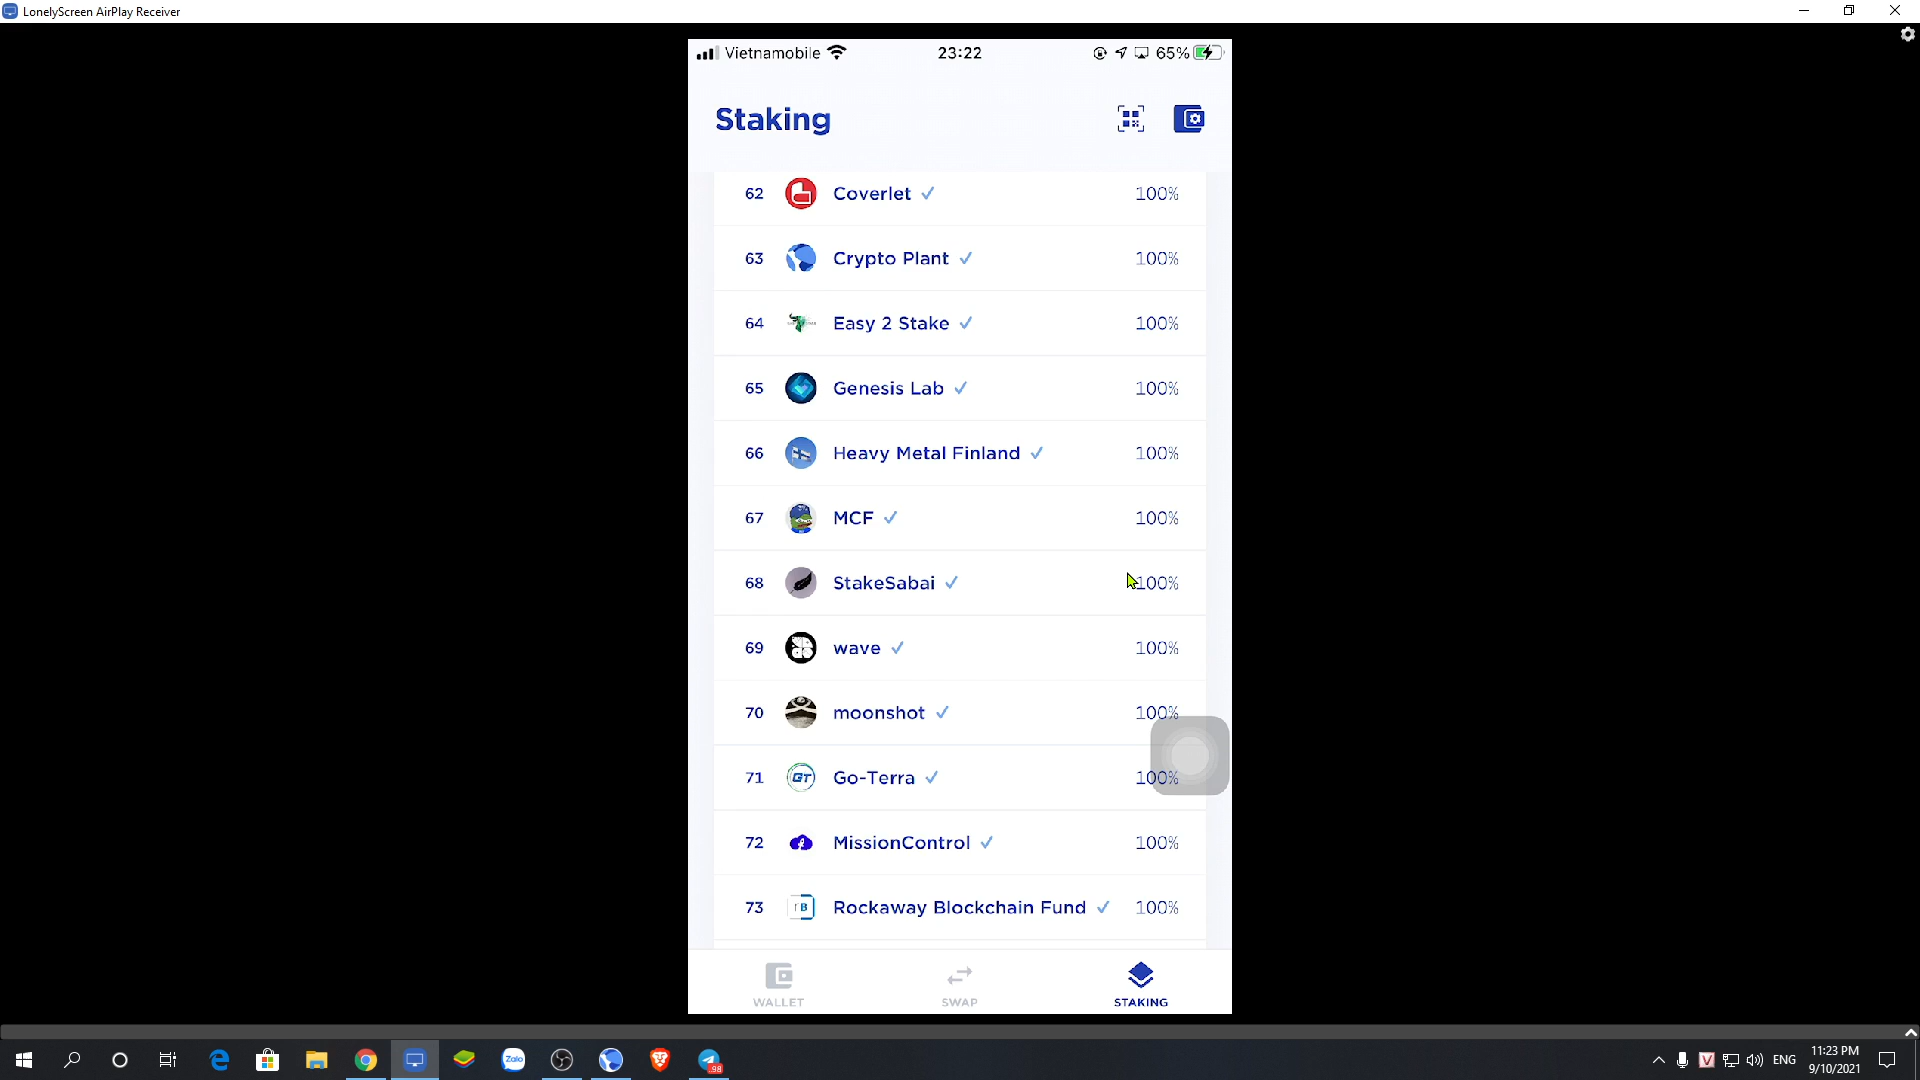 LonelyScreen AirPlay Receiver
Vietnamobile 23:22 65%
Staking
62 Coverlet ✓ 100%
63 Crypto Plant ✓ 100%
64 Easy 2 Stake ✓ 100%
65 Genesis Lab ✓ 100%
66 Heavy Metal Finland ✓ 100%
67 MCF ✓ 100%
68 StakeSabai ✓ 100%
69 wave ✓ 100%
70 moonshot ✓ 100%
71 GT Go-Terra ✓ 100%
72 MissionControl ✓ 100%
73 Rockaway Blockchain Fund ✓ 100%
WALLET SWAP STAKING
Zalo 98 V ENG 11:23 PM
9/10/2021